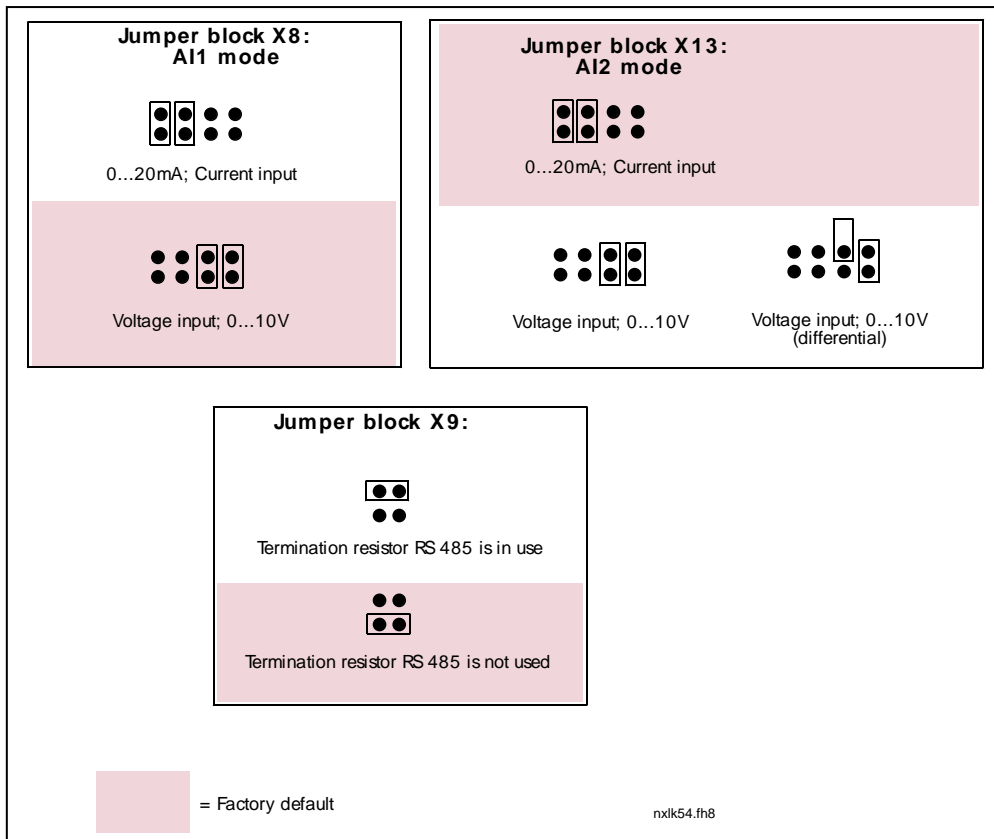 Jumper block X8:
AI1 mode
0...20mA; Current input
Voltage input; 0...10V
Jumper block X13:
AI2 mode
0...20mA; Current input
Voltage input; 0...10V
Voltage input; 0...10V
(differential)
Jumper block X9:
Termination resistor RS 485 is in use
Termination resistor RS 485 is not used
= Factory default
nxlk54.fh8